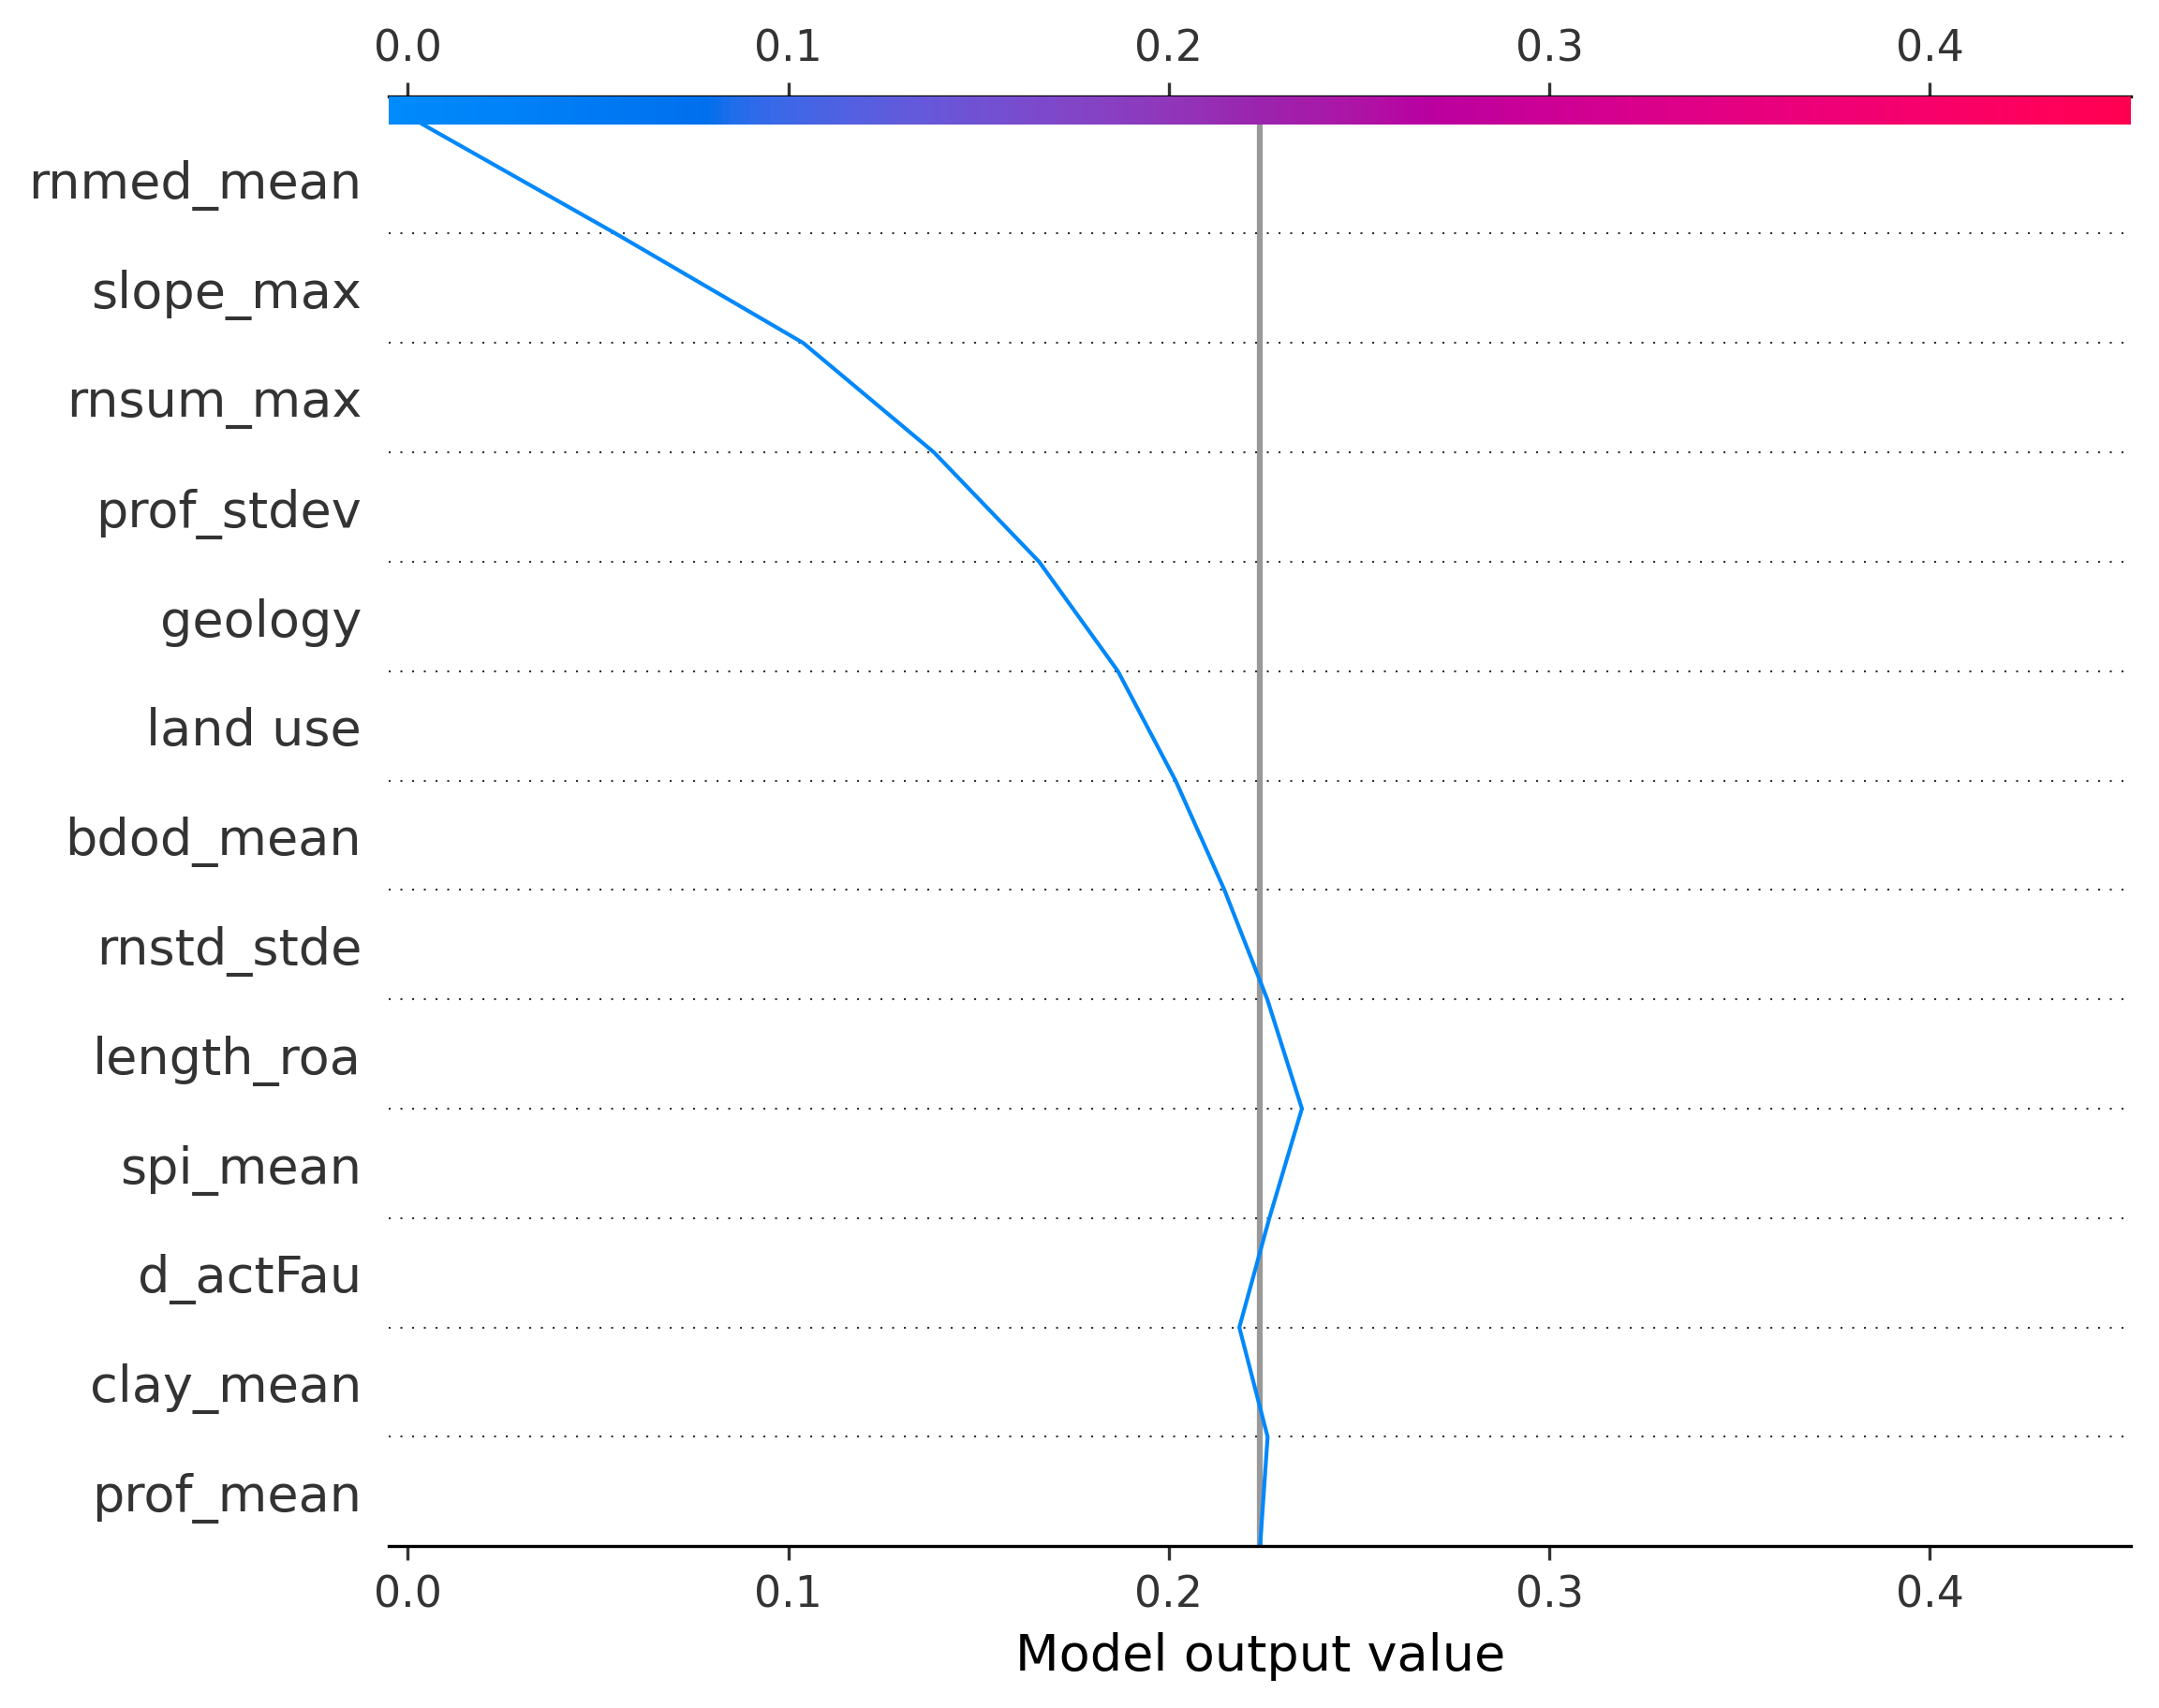 0.0 0.1 0.2 0.3 0.4
rnmed_mean
slope_max
rnsum_max
prof_stdev
geology
land use
bdod_mean
rnstd_stde
length_roa
spi_mean
d_actFau
clay_mean
prof_mean
0.0 0.1 0.2 0.3 0.4
Model output value